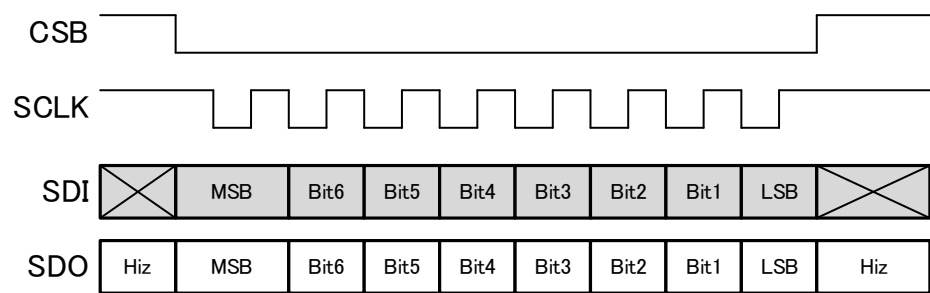 CSB
SCLK
SDI MSB Bit6 Bit5 Bit4 Bit3 Bit2 Bit1 LSB
SDO Hiz MSB Bit6 Bit5 Bit4 Bit3 Bit2 Bit1 LSB Hiz